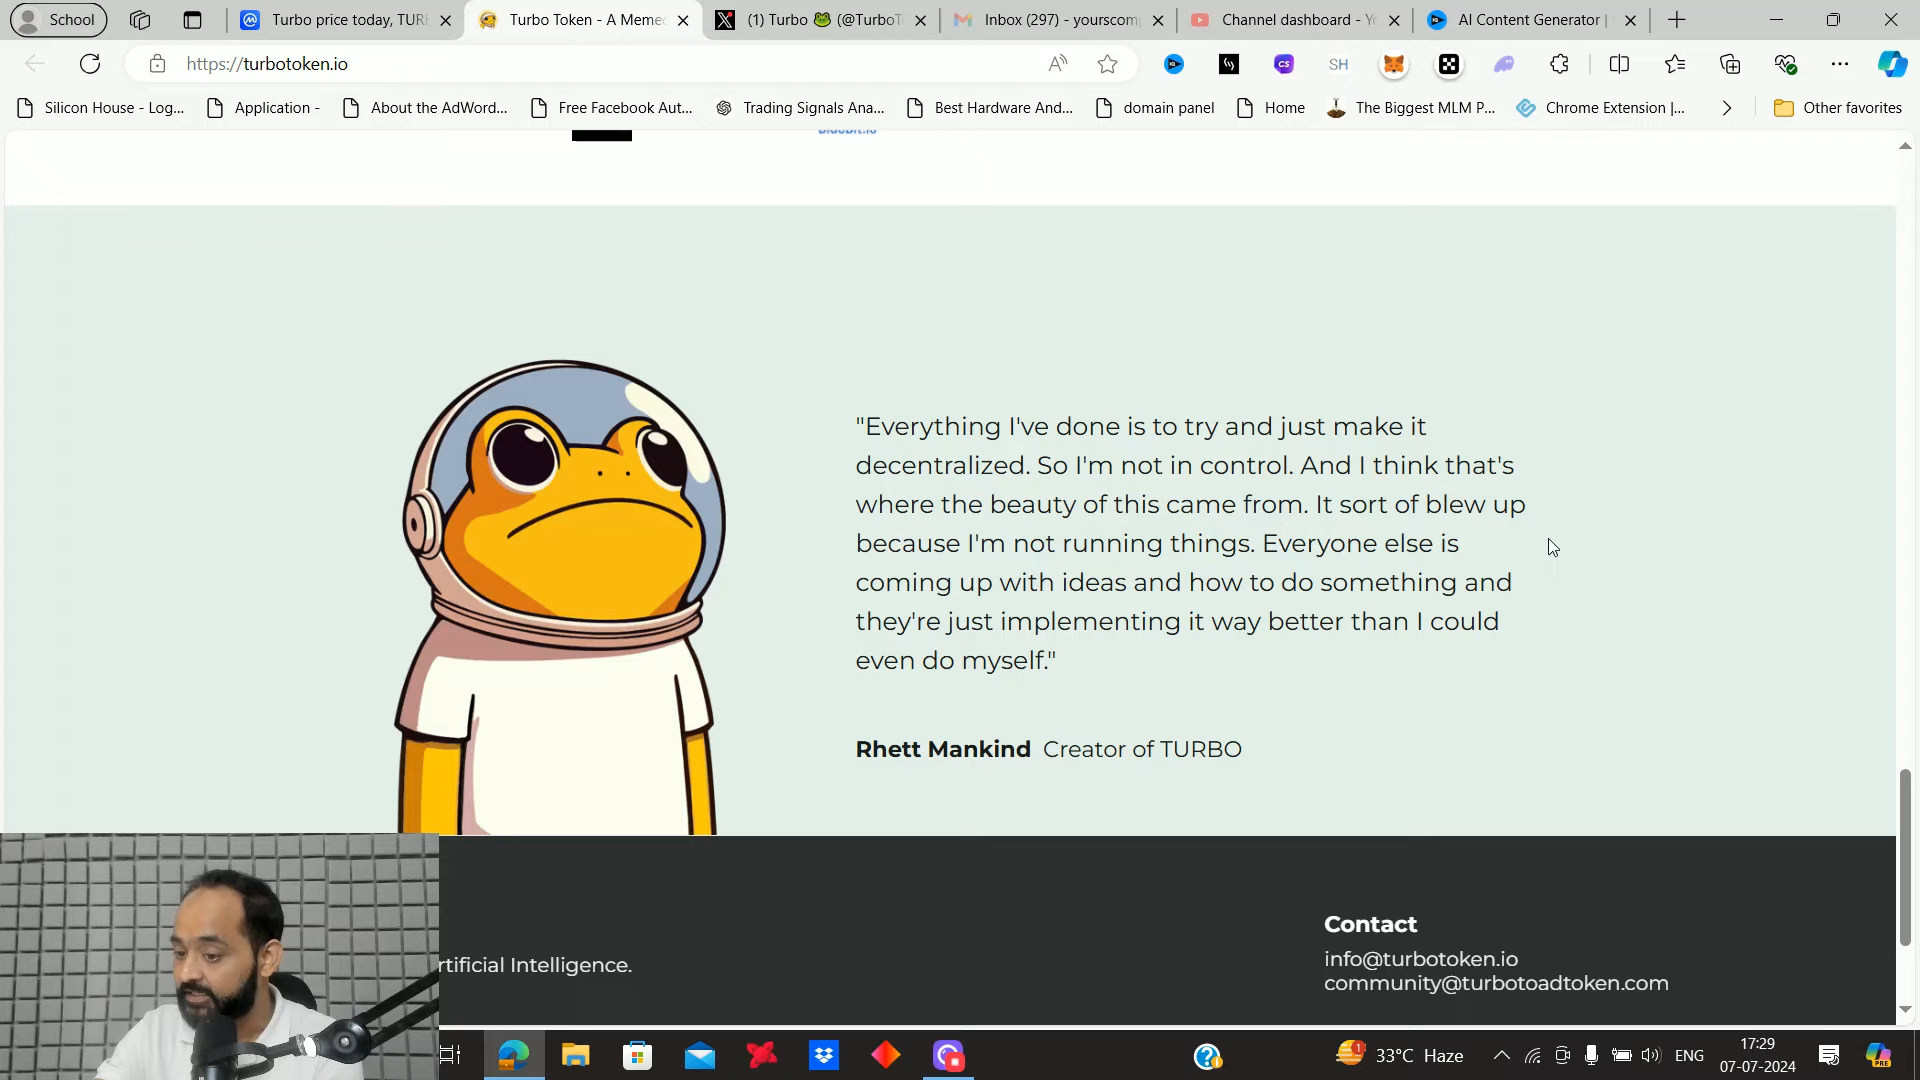 School
Turbo price today, TUR
Turbo Token - A Memec
(1) Turbo 🐸 (@TurboT
Inbox (297) - yourscom
Channel dashboard - Y
AI Content Generator |
https://turbotoken.io
SH
CS
Silicon House - Log...
Application -
About the AdWord...
Free Facebook Aut...
Trading Signals Ana...
Best Hardware And...
domain panel
Home
The Biggest MLM P...
Chrome Extension |...
Other favorites
"Everything I've done is to try and just make it
decentralized. So I'm not in control. And I think that's
where the beauty of this came from. It sort of blew up
because I'm not running things. Everyone else is
coming up with ideas and how to do something and
they're just implementing it way better than I could
even do myself."
Rhett Mankind Creator of TURBO
rtificial Intelligence.
Contact
info@turbotoken.io
community@turbotoadtoken.com
33°C Haze
ENG
17:29
07-07-2024